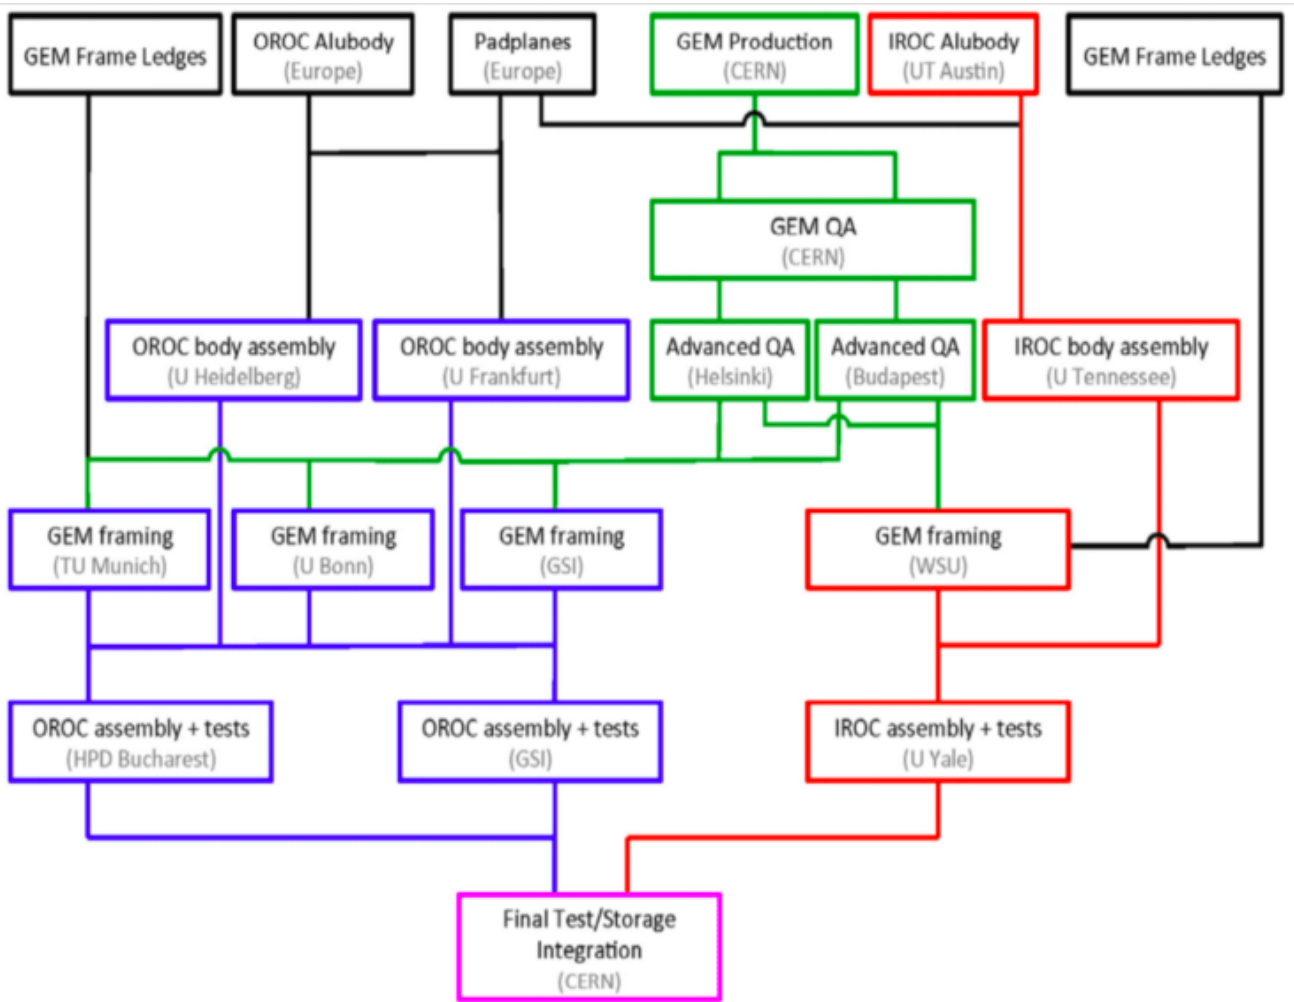 GEM Frame Ledges
OROC Alubody
(Europe)
Padplanes
(Europe)
GEM Production
(CERN)
IROC Alubody
(UT Austin)
GEM Frame Ledges
GEM QA
(CERN)
OROC body assembly
(U Heidelberg)
OROC body assembly
(U Frankfurt)
Advanced QA
(Helsinki)
Advanced QA
(Budapest)
IROC body assembly
(U Tennessee)
GEM framing
(TU Munich)
GEM framing
(U Bonn)
GEM framing
(GSI)
GEM framing
(WSU)
OROC assembly + tests
(HPD Bucharest)
OROC assembly + tests
(GSI)
IROC assembly + tests
(U Yale)
Final Test/Storage
Integration
(CERN)